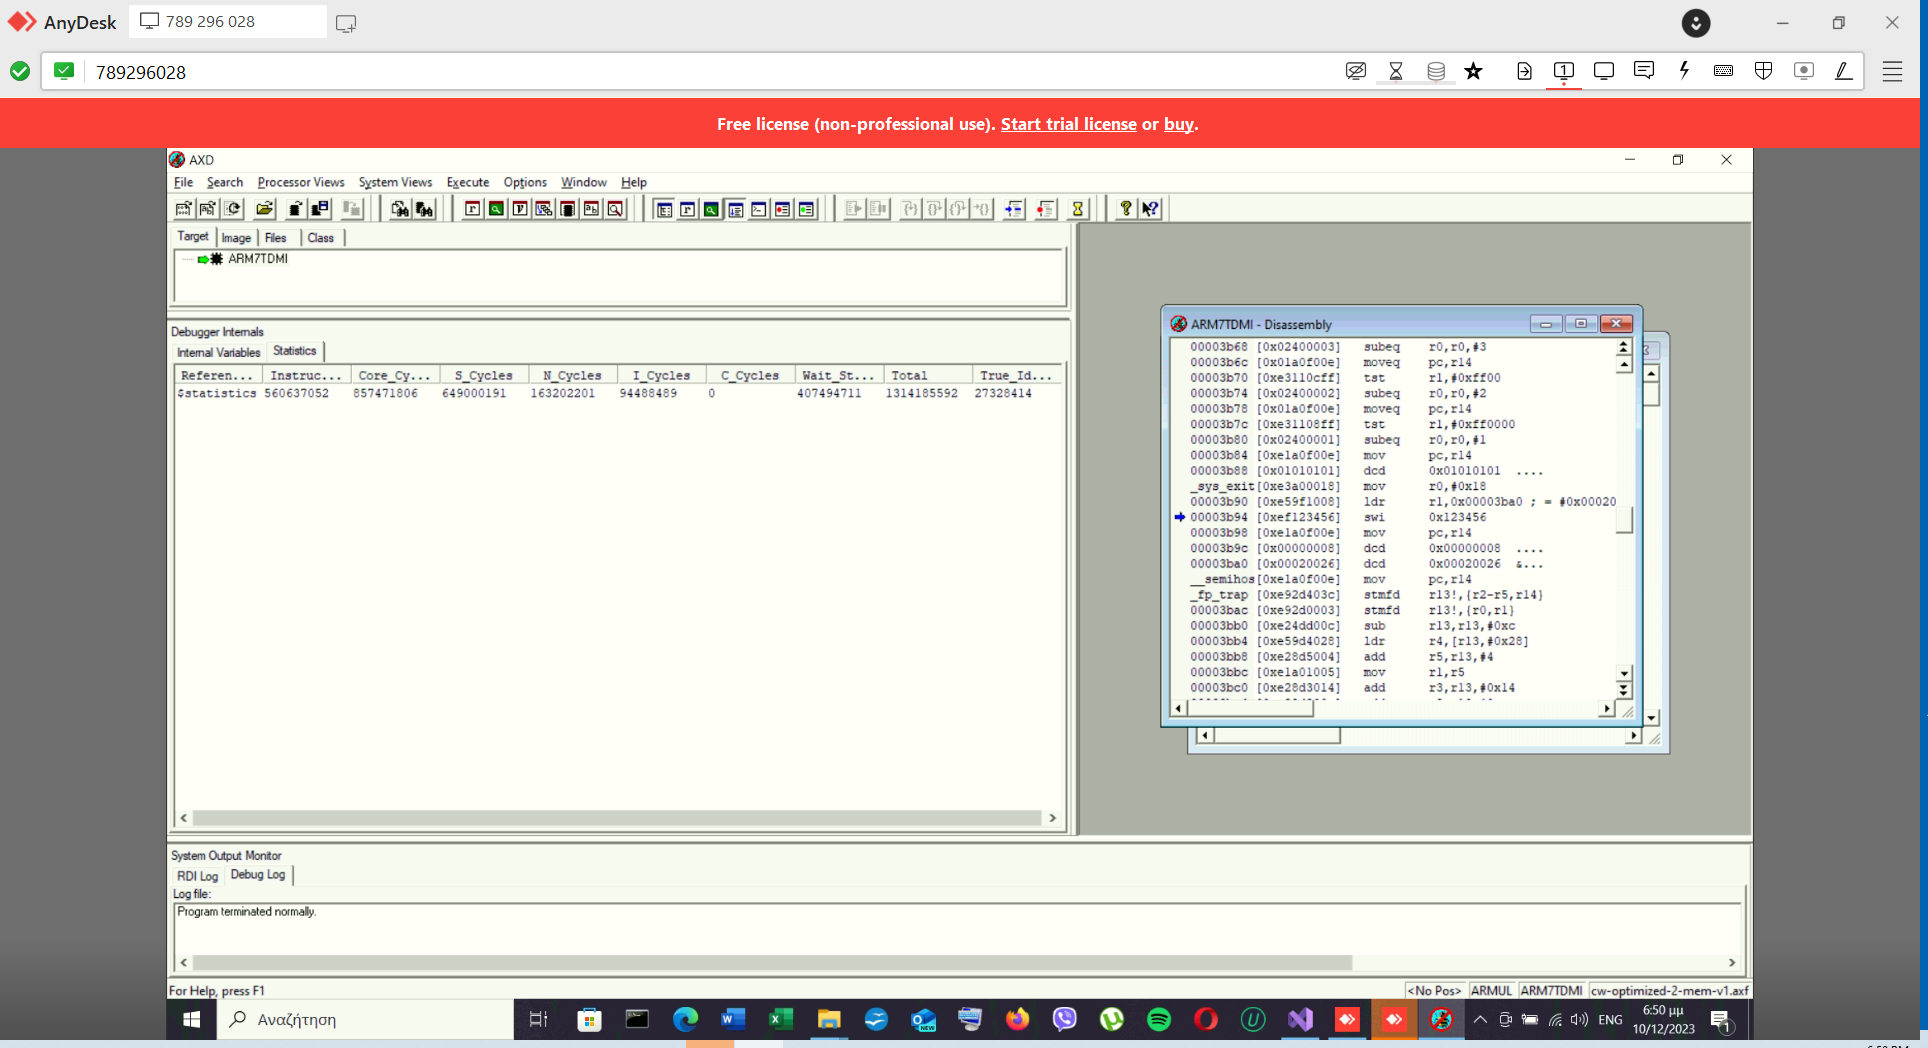 AnyDesk
789 296 028
789296028
Free license (non-professional use). Start trial license or buy.
AXD
File Search Processor Views System Views Execute Options Window Help
Target Image Files Class
ARM7TDMI
Debugger Internals
Internal Variables Statistics
Referen... Instruc... Core_Cy... S_Cycles N_Cycles I_Cycles C_Cycles Wait_St... Total True_Id...
$statistics 560637052 857471806 649000191 163202201 94488489 0 407494711 1314185592 27328414
ARM7TDMI - Disassembly
00003b68 [0x02400003] subeq r0,r0,#3
00003b6c [0x01a0f00e] moveq pc,r14
00003b70 [0xe3110cff] tst r1,#0xff00
00003b74 [0x02400002] subeq r0,r0,#2
00003b78 [0x01a0f00e] moveq pc,r14
00003b7c [0xe31108ff] tst r1,#0xff0000
00003b80 [0x02400001] subeq r0,r0,#1
00003b84 [0xe1a0f00e] mov pc,r14
00003b88 [0x01010101] dcd 0x01010101 ....
_sys_exit[0xe3a00018] mov r0,#0x18
00003b90 [0xe59f1008] ldr r1,0x00003ba0 ; = #0x00020
00003b94 [0xef123456] swi 0x123456
00003b98 [0xe1a0f00e] mov pc,r14
00003b9c [0x00000008] dcd 0x00000008 ....
00003ba0 [0x00020026] dcd 0x00020026 &...
__semihos[0xe1a0f00e] mov pc,r14
_fp_trap [0xe92d403c] stmfd r13!,{r2-r5,r14}
00003bac [0xe92d0003] stmfd r13!,{r0,r1}
00003bb0 [0xe24dd00c] sub r13,r13,#0xc
00003bb4 [0xe59d4028] ldr r4,[r13,#0x28]
00003bb8 [0xe28d5004] add r5,r13,#4
00003bbc [0xe1a01005] mov r1,r5
00003bc0 [0xe28d3014] add r3,r13,#0x14
System Output Monitor
RDI Log Debug Log
Log file:
Program terminated normally.
For Help, press F1
<No Pos> ARMUL ARM7TDMI cw-optimized-2-mem-v1.axf
Αναζήτηση
ENG
6:50 μμ
10/12/2023
1